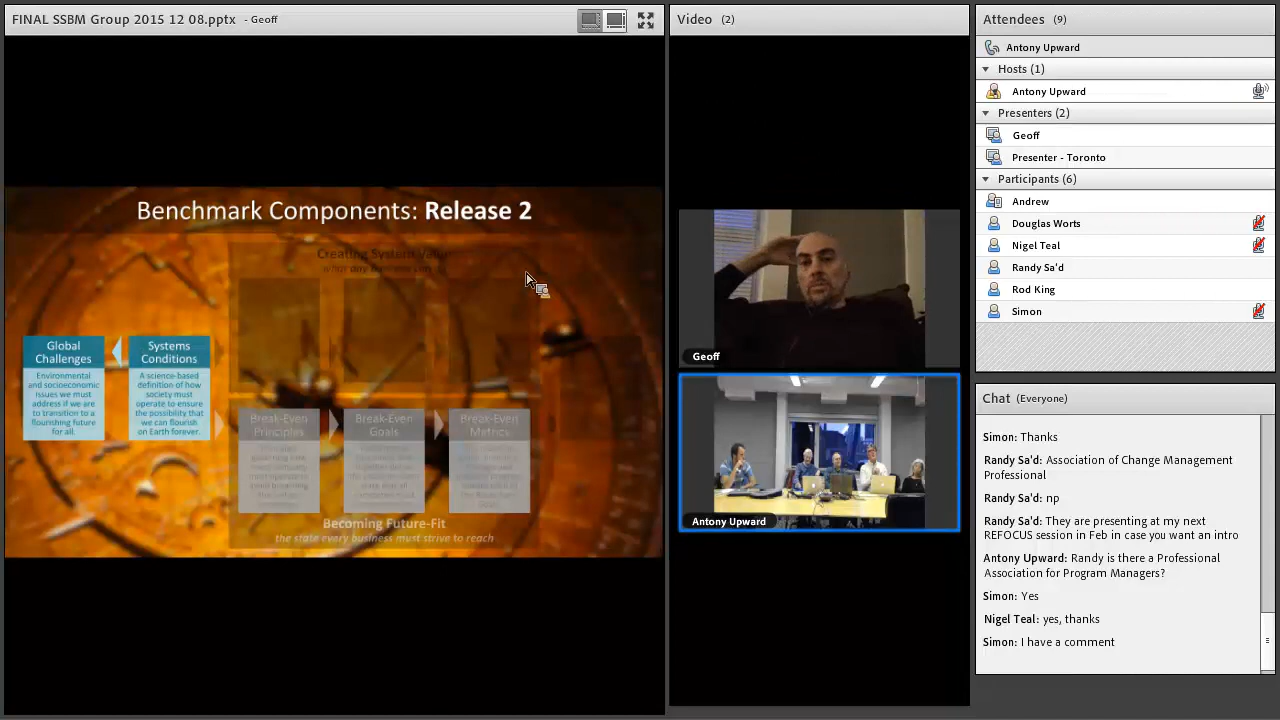 FINAL SSBM Group 2015 12 08.pptx - Geoff
Benchmark Components: Release 2
Creating System Value
what any business can
Global
Challenges
Environmental
and socioeconomic
issues we must
address if we are
to transition to a
flourishing future
for all.
Systems
Conditions
A science-based
definition of how
society must
operate to ensure
the possibility that
we can flourish
on Earth forever.
Break-Even
Principles
Break-Even
Goals
Break-Even
Metrics
Becoming Future-Fit
the state every business must strive to reach
Video (2)
Geoff
Antony Upward
Attendees (9)
Antony Upward
Hosts (1)
Antony Upward
Presenters (2)
Geoff
Presenter - Toronto
Participants (6)
Andrew
Douglas Worts
Nigel Teal
Randy Sa'd
Rod King
Simon
Chat (Everyone)
Simon: Thanks
Randy Sa'd: Association of Change Management
Professional
Randy Sa'd: np
Randy Sa'd: They are presenting at my next
REFOCUS session in Feb in case you want an intro
Antony Upward: Randy is there a Professional
Association for Program Managers?
Simon: Yes
Nigel Teal: yes, thanks
Simon: I have a comment